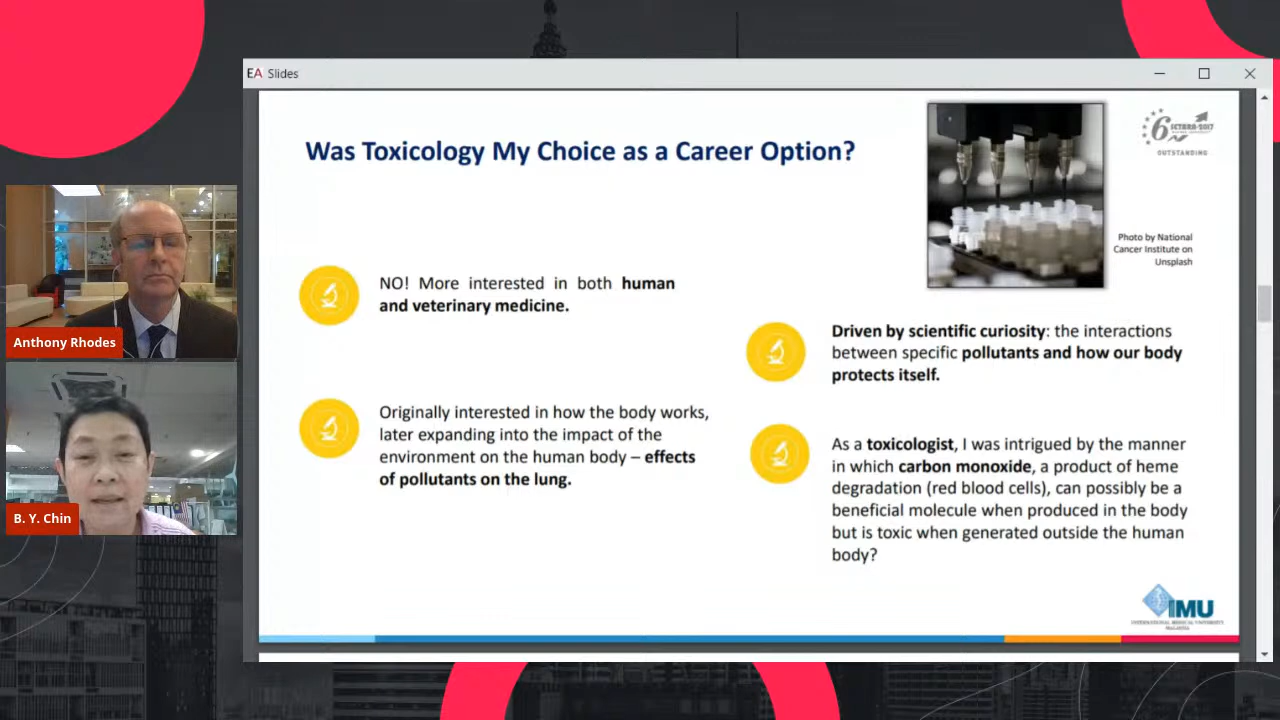 EA Slides
Was Toxicology My Choice as a Career Option?
OUTSTANDING
Photo by National
Cancer Institute on
Unsplash
NO! More interested in both human
and veterinary medicine.
Originally interested in how the body works,
later expanding into the impact of the
environment on the human body – effects
of pollutants on the lung.
Driven by scientific curiosity: the interactions
between specific pollutants and how our body
protects itself.
As a toxicologist, I was intrigued by the manner
in which carbon monoxide, a product of heme
degradation (red blood cells), can possibly be a
beneficial molecule when produced in the body
but is toxic when generated outside the human
body?
IMU
INTERNATIONAL MEDICAL UNIVERSITY
MALAYSIA
Anthony Rhodes
B. Y. Chin